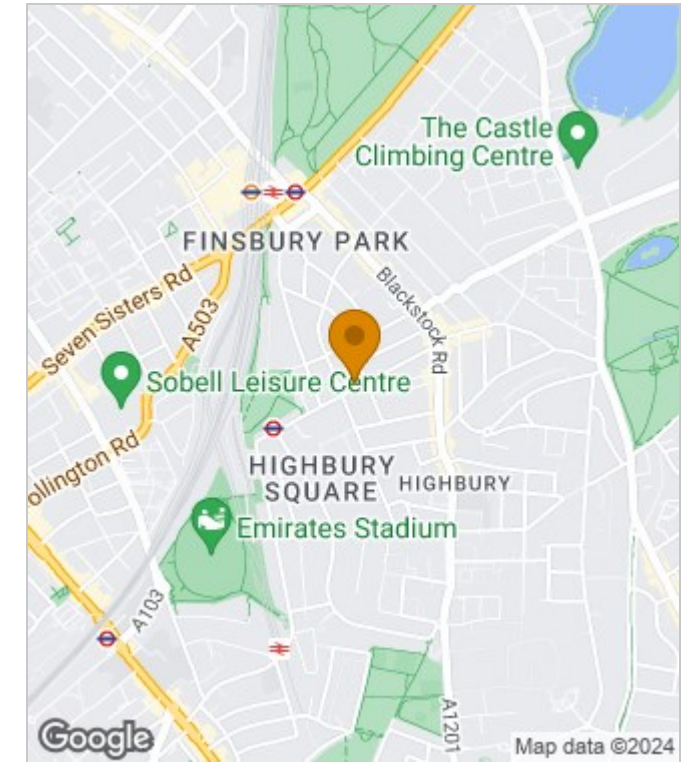 The Castle
Climbing Centre
FINSBURY PARK
Blackstock Rd
Seven Sisters Rd
A503
Sobell Leisure Centre
ollington Rd
HIGHBURY
SQUARE
HIGHBURY
Emirates Stadium
A103
A1201
Google
Map data ©2024